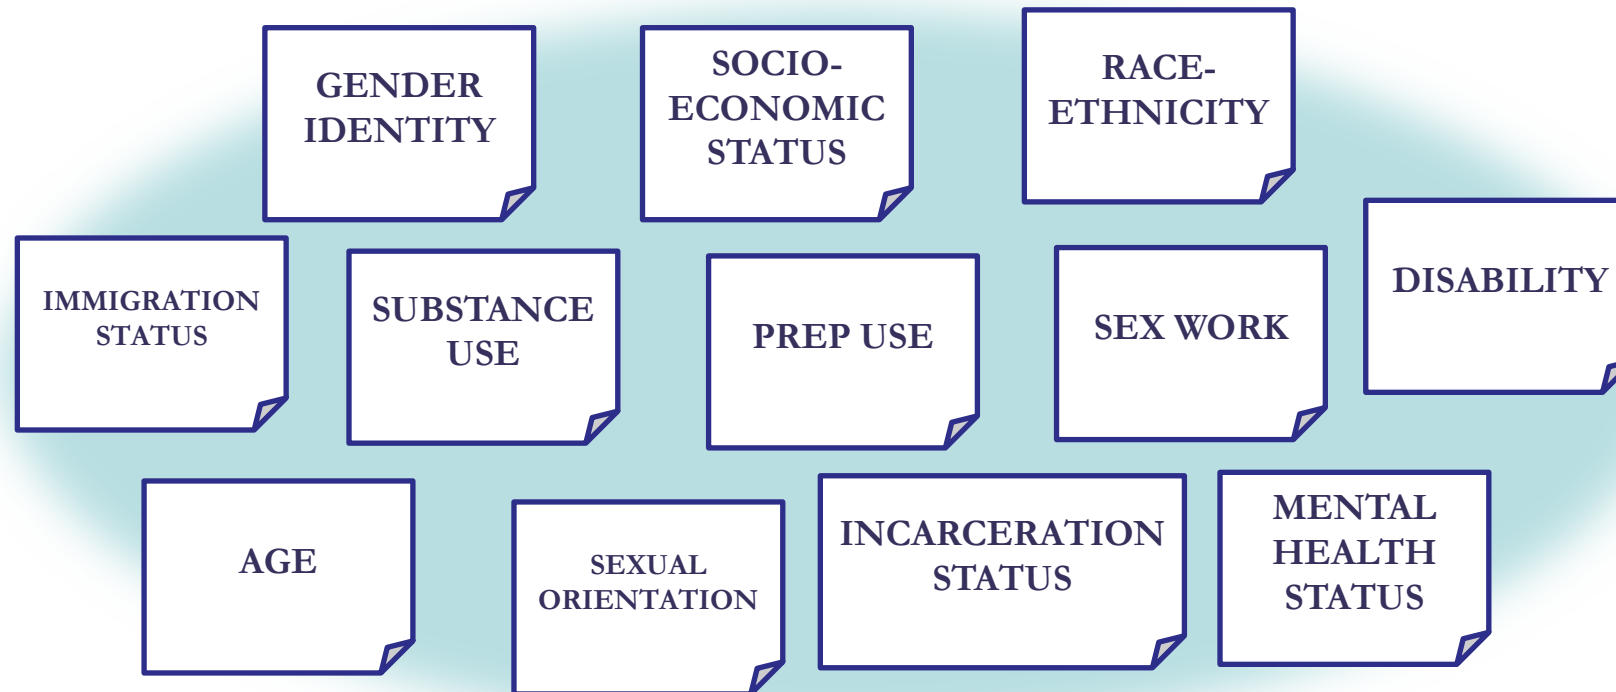 GENDER
IDENTITY
SOCIO-
ECONOMIC
STATUS
RACE-
ETHNICITY
IMMIGRATION
STATUS
SUBSTANCE
USE
PREP USE
SEX WORK
DISABILITY
AGE
SEXUAL
ORIENTATION
INCARCERATION
STATUS
MENTAL
HEALTH
STATUS